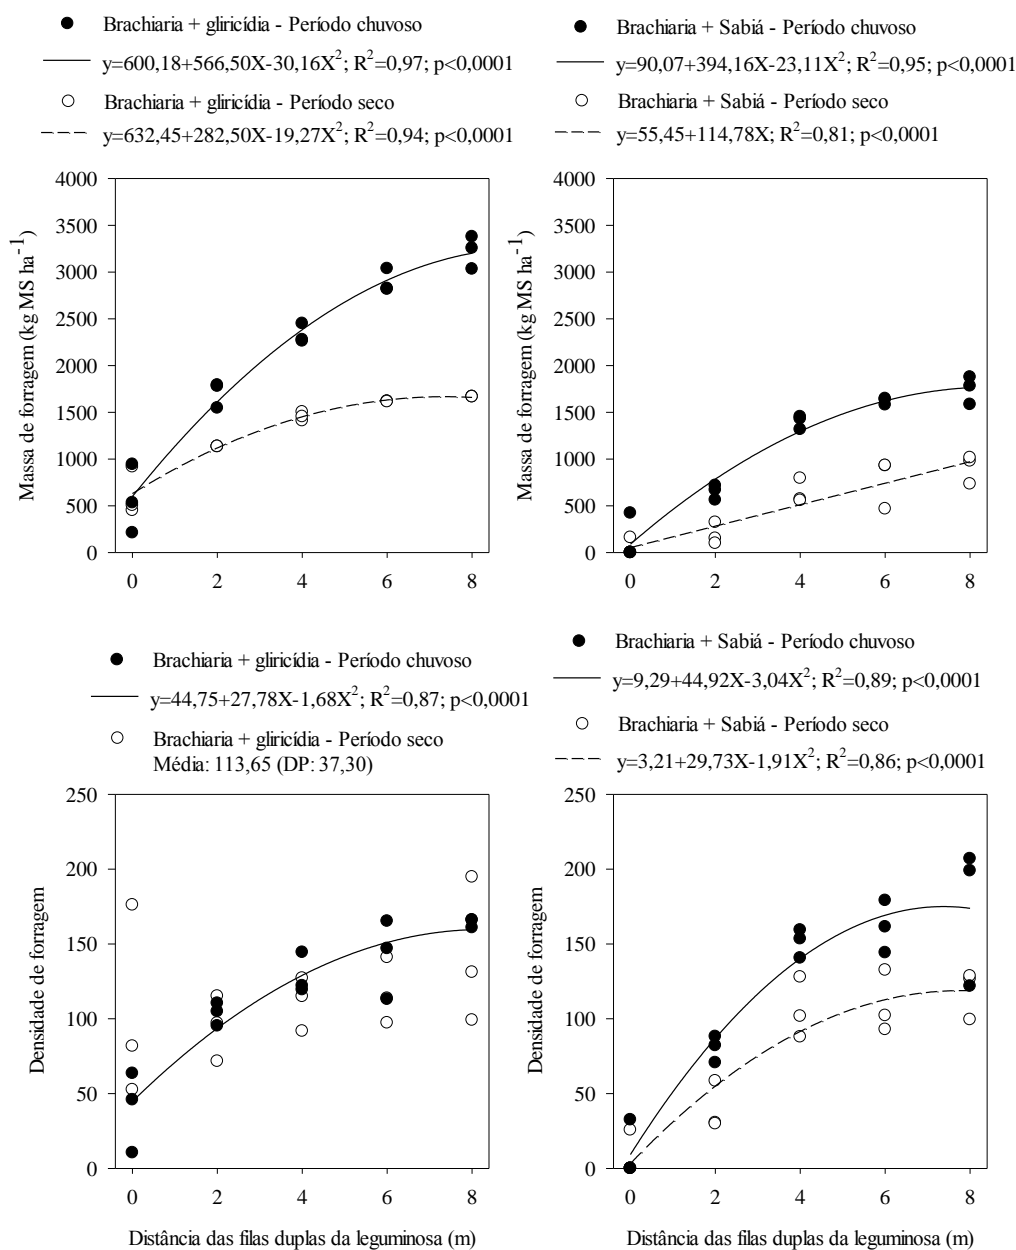 Brachiaria + gliricídia - Período chuvoso
y=600,18+566,50X-30,16X²; R²=0,97; p<0,0001
Brachiaria + gliricídia - Período seco
y=632,45+282,50X-19,27X²; R²=0,94; p<0,0001
Brachiaria + Sabiá - Período chuvoso
y=90,07+394,16X-23,11X²; R²=0,95; p<0,0001
Brachiaria + Sabiá - Período seco
y=55,45+114,78X; R²=0,81; p<0,0001
Massa de forragem (kg MS ha⁻¹)
4000
3500
3000
2500
2000
1500
1000
500
0
0 2 4 6 8
Massa de forragem (kg MS ha⁻¹)
4000
3500
3000
2500
2000
1500
1000
500
0
0 2 4 6 8
Brachiaria + gliricídia - Período chuvoso
y=44,75+27,78X-1,68X²; R²=0,87; p<0,0001
Brachiaria + gliricídia - Período seco
Média: 113,65 (DP: 37,30)
Brachiaria + Sabiá - Período chuvoso
y=9,29+44,92X-3,04X²; R²=0,89; p<0,0001
Brachiaria + Sabiá - Período seco
y=3,21+29,73X-1,91X²; R²=0,86; p<0,0001
Densidade de forragem
250
200
150
100
50
0
0 2 4 6 8
Distância das filas duplas da leguminosa (m)
Densidade de forragem
250
200
150
100
50
0
0 2 4 6 8
Distância das filas duplas da leguminosa (m)